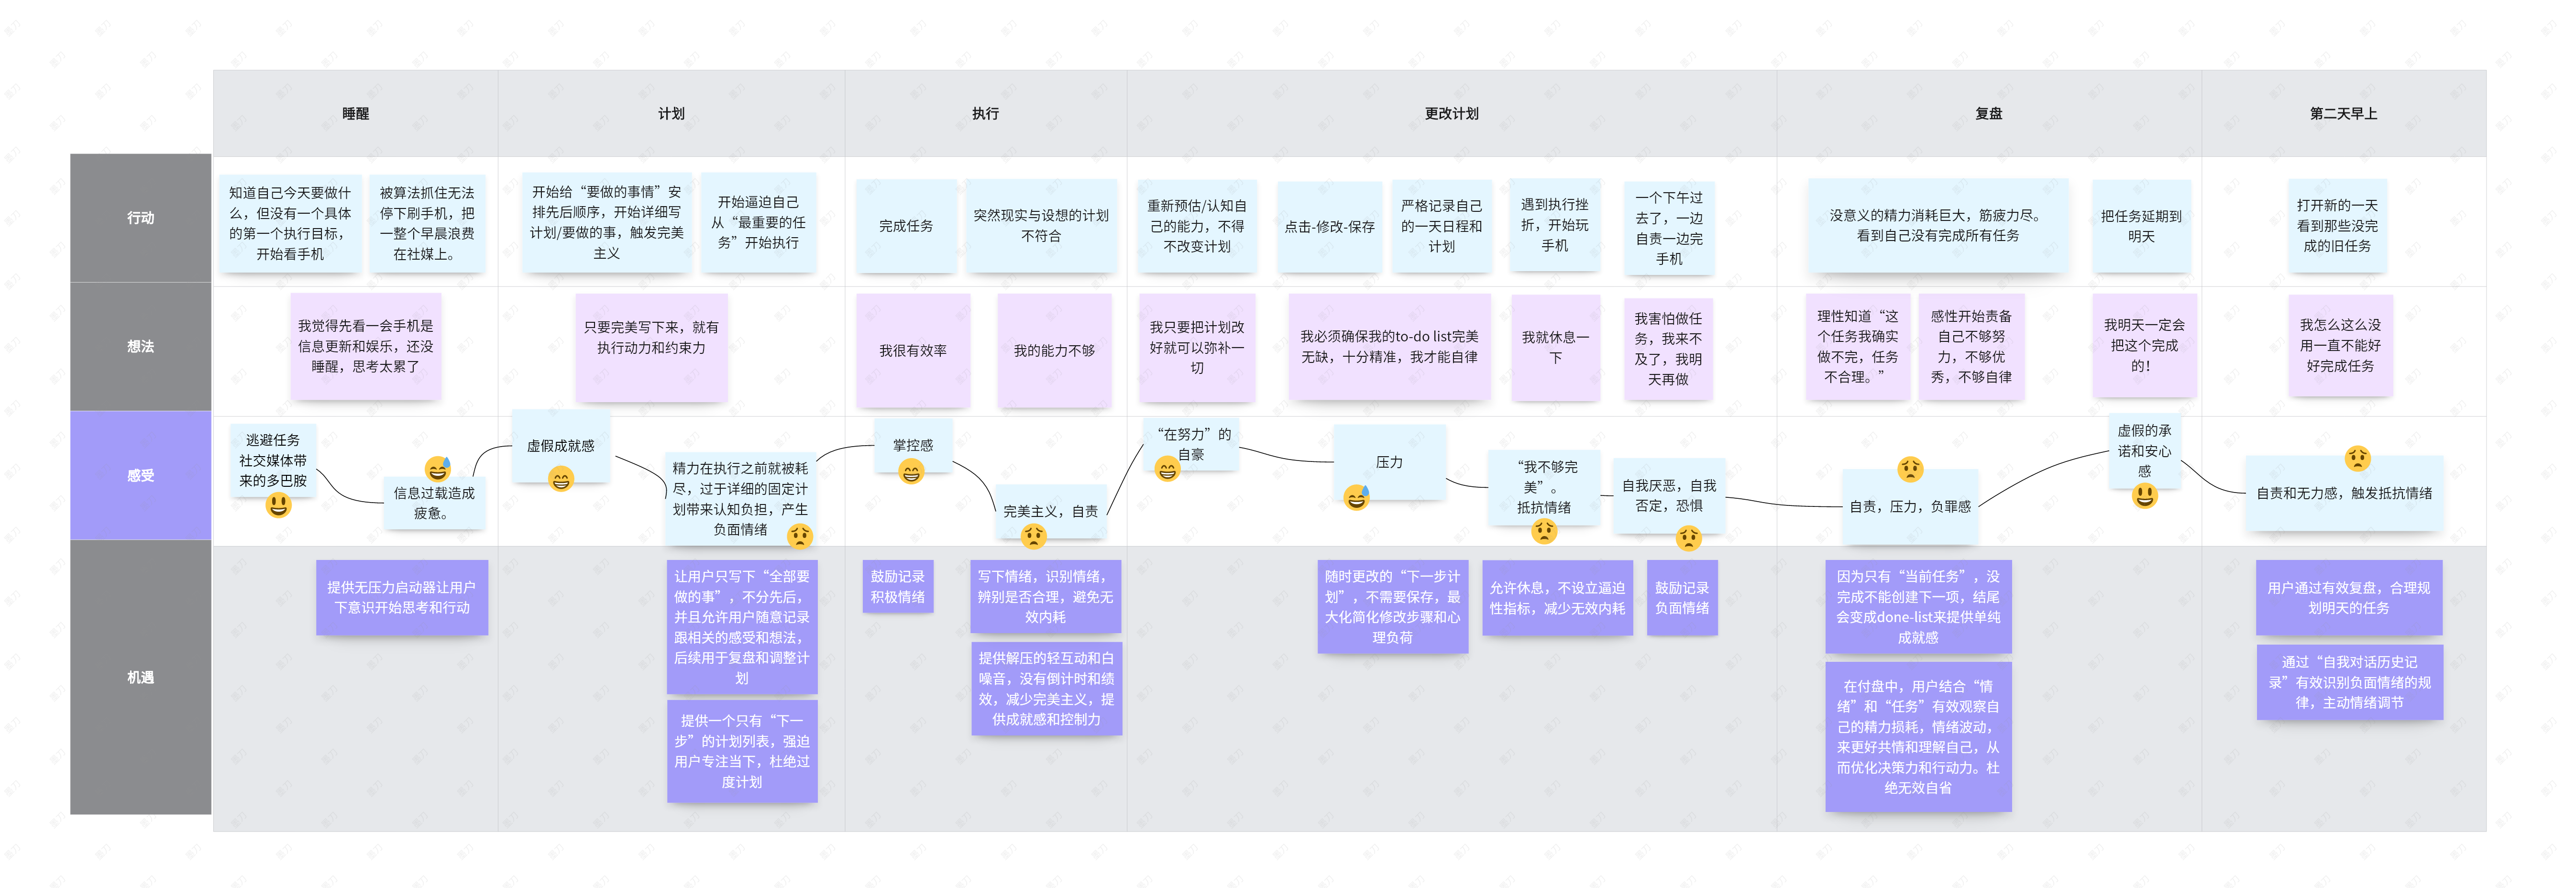 睡醒
计划
执行
更改计划
复盘
第二天早上
行动
知道自己今天要做什
么，但没有一个具体
的第一个执行目标，
开始看手机
被算法抓住无法
停下刷手机，把
一整个早晨浪费
在社媒上。
开始给“要做的事情”安
排先后顺序，开始详细写
计划/要做的事，触发完美
主义
开始逼迫自己
从“最重要的任
务”开始执行
完成任务
突然现实与设想的计划
不符合
重新预估/认知自
己的能力，不得
不改变计划
点击-修改-保存
严格记录自己
的一天日程和
计划
遇到执行挫
折，开始玩
手机
一个下午过
去了，一边
自责一边完
手机
没意义的精力消耗巨大，筋疲力尽。
看到自己没有完成所有任务
把任务延期到
明天
打开新的一天
看到那些没完
成的旧任务
想法
我觉得先看一会手机是
信息更新和娱乐，还没
睡醒，思考太累了
只要完美写下来，就有
执行动力和约束力
我很有效率
我的能力不够
我只要把计划改
好就可以弥补一
切
我必须确保我的to-do list完美
无缺，十分精准，我才能自律
我就休息一
下
我害怕做任
务，我来不
及了，我明
天再做
理性知道“这
个任务我确实
做不完，任务
不合理。”
感性开始责备
自己不够努
力，不够优
秀，不够自律
我明天一定会
把这个完成
的！
我怎么这么没
用一直不能好
好完成任务
感受
逃避任务
社交媒体带
来的多巴胺
信息过载造成
疲惫。
虚假成就感
精力在执行之前就被耗
尽，过于详细的固定计
划带来认知负担，产生
负面情绪
掌控感
完美主义，自责
“在努力”的
自豪
压力
“我不够完
美”。
抵抗情绪
自我厌恶，自我
否定，恐惧
自责，压力，负罪感
虚假的承
诺和安心
感
自责和无力感，触发抵抗情绪
机遇
提供无压力启动器让用户
下意识开始思考和行动
让用户只写下“全部要
做的事”，不分先后，
并且允许用户随意记录
跟相关的感受和想法，
后续用于复盘和调整计
划
提供一个只有“下一
步”的计划列表，强迫
用户专注当下，杜绝过
度计划
鼓励记录
积极情绪
写下情绪，识别情绪，
辨别是否合理，避免无
效内耗
提供解压的轻互动和白
噪音，没有倒计时和绩
效，减少完美主义，提
供成就感和控制力
随时更改的“下一步计
划”，不需要保存，最
大化简化修改步骤和心
理负荷
允许休息，不设立逼迫
性指标，减少无效内耗
鼓励记录
负面情绪
因为只有“当前任务”，没
完成不能创建下一项，结尾
会变成done-list来提供单纯
成就感
在付盘中，用户结合“情
绪”和“任务”有效观察自
己的精力损耗，情绪波动，
来更好共情和理解自己，从
而优化决策力和行动力。杜
绝无效自省
用户通过有效复盘，合理规
划明天的任务
通过“自我对话历史记
录”有效识别负面情绪的规
律，主动情绪调节